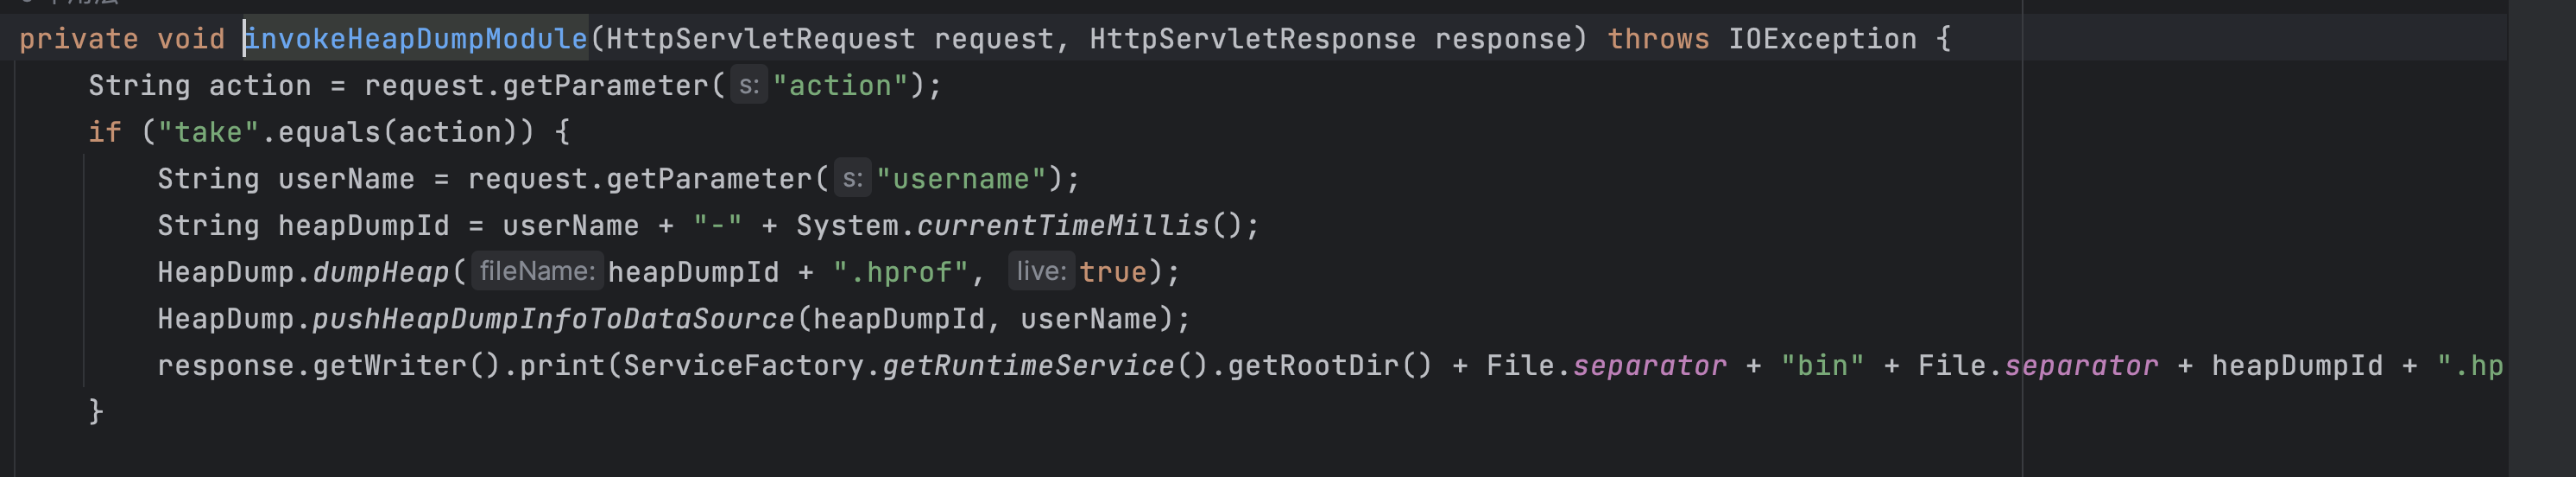 private void invokeHeapDumpModule(HttpServletRequest request, HttpServletResponse response) throws IOException {
String action = request.getParameter( s: "action");
if ("take".equals(action)) {
String userName = request.getParameter( s: "username");
String heapDumpId = userName + "-" + System.currentTimeMillis();
HeapDump.dumpHeap( fileName: heapDumpId + ".hprof", live: true);
HeapDump.pushHeapDumpInfoToDataSource(heapDumpId, userName);
response.getWriter().print(ServiceFactory.getRuntimeService().getRootDir() + File.separator + "bin" + File.separator + heapDumpId + ".hp
}